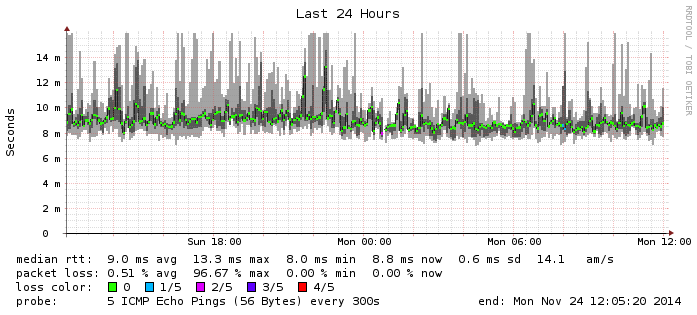 Last 24 Hours
RRDTOOL / TOBI OETIKER
Seconds
14 m
12 m
10 m
8 m
6 m
4 m
2 m
0
Sun 18:00 Mon 00:00 Mon 06:00 Mon 12:00
median rtt: 9.0 ms avg 13.3 ms max 8.0 ms min 8.8 ms now 0.6 ms sd 14.1 am/s
packet loss: 0.51 % avg 96.67 % max 0.00 % min 0.00 % now
loss color: 0 1/5 2/5 3/5 4/5
probe: 5 ICMP Echo Pings (56 Bytes) every 300s end: Mon Nov 24 12:05:20 2014